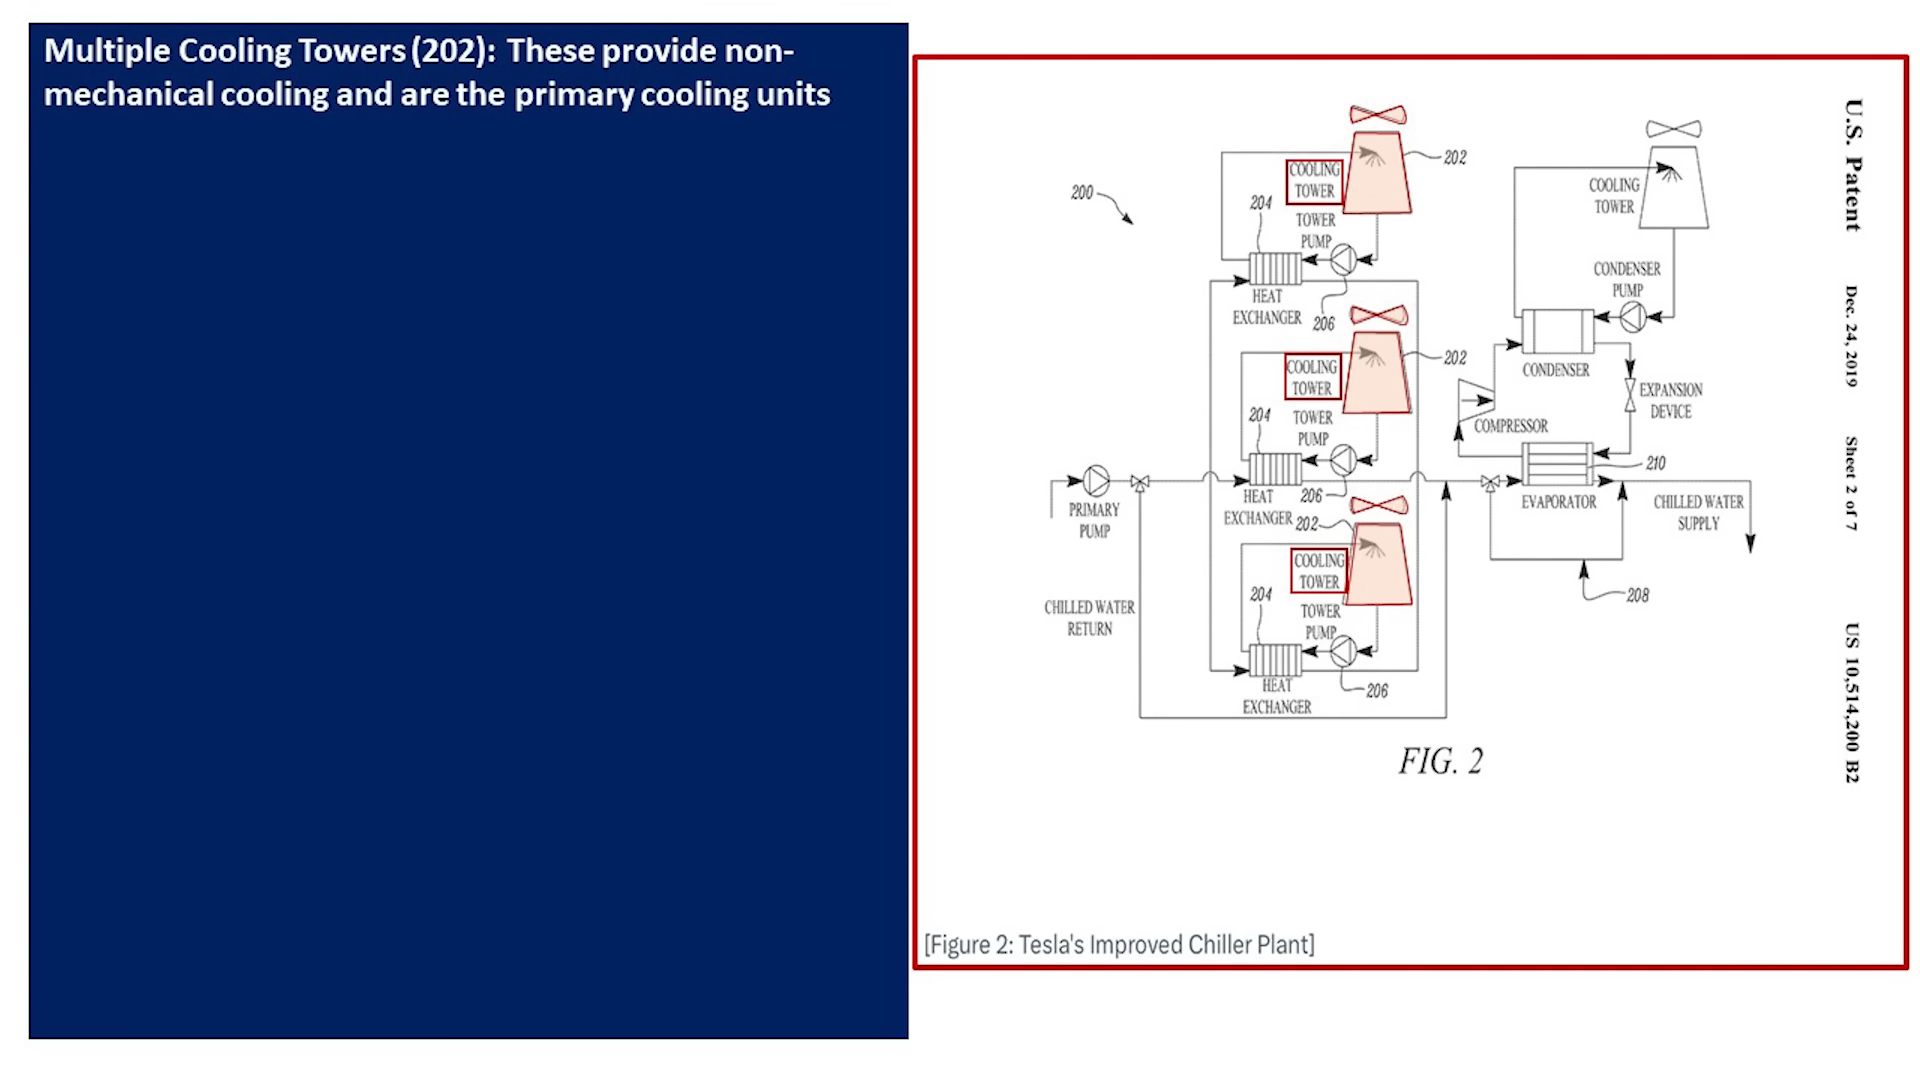 Multiple Cooling Towers (202): These provide non-
mechanical cooling and are the primary cooling units
200
COOLING
TOWER
202
204
TOWER
PUMP
HEAT
EXCHANGER
206
COOLING
TOWER
202
204
TOWER
PUMP
HEAT
EXCHANGER
206
202
COOLING
TOWER
204
TOWER
PUMP
HEAT
EXCHANGER
206
PRIMARY
PUMP
CHILLED WATER
RETURN
COOLING
TOWER
CONDENSER
PUMP
CONDENSER
EXPANSION
DEVICE
COMPRESSOR
210
EVAPORATOR
CHILLED WATER
SUPPLY
208
FIG. 2
U.S. Patent Dec. 24, 2019 Sheet 2 of 7 US 10,514,200 B2
[Figure 2: Tesla's Improved Chiller Plant]